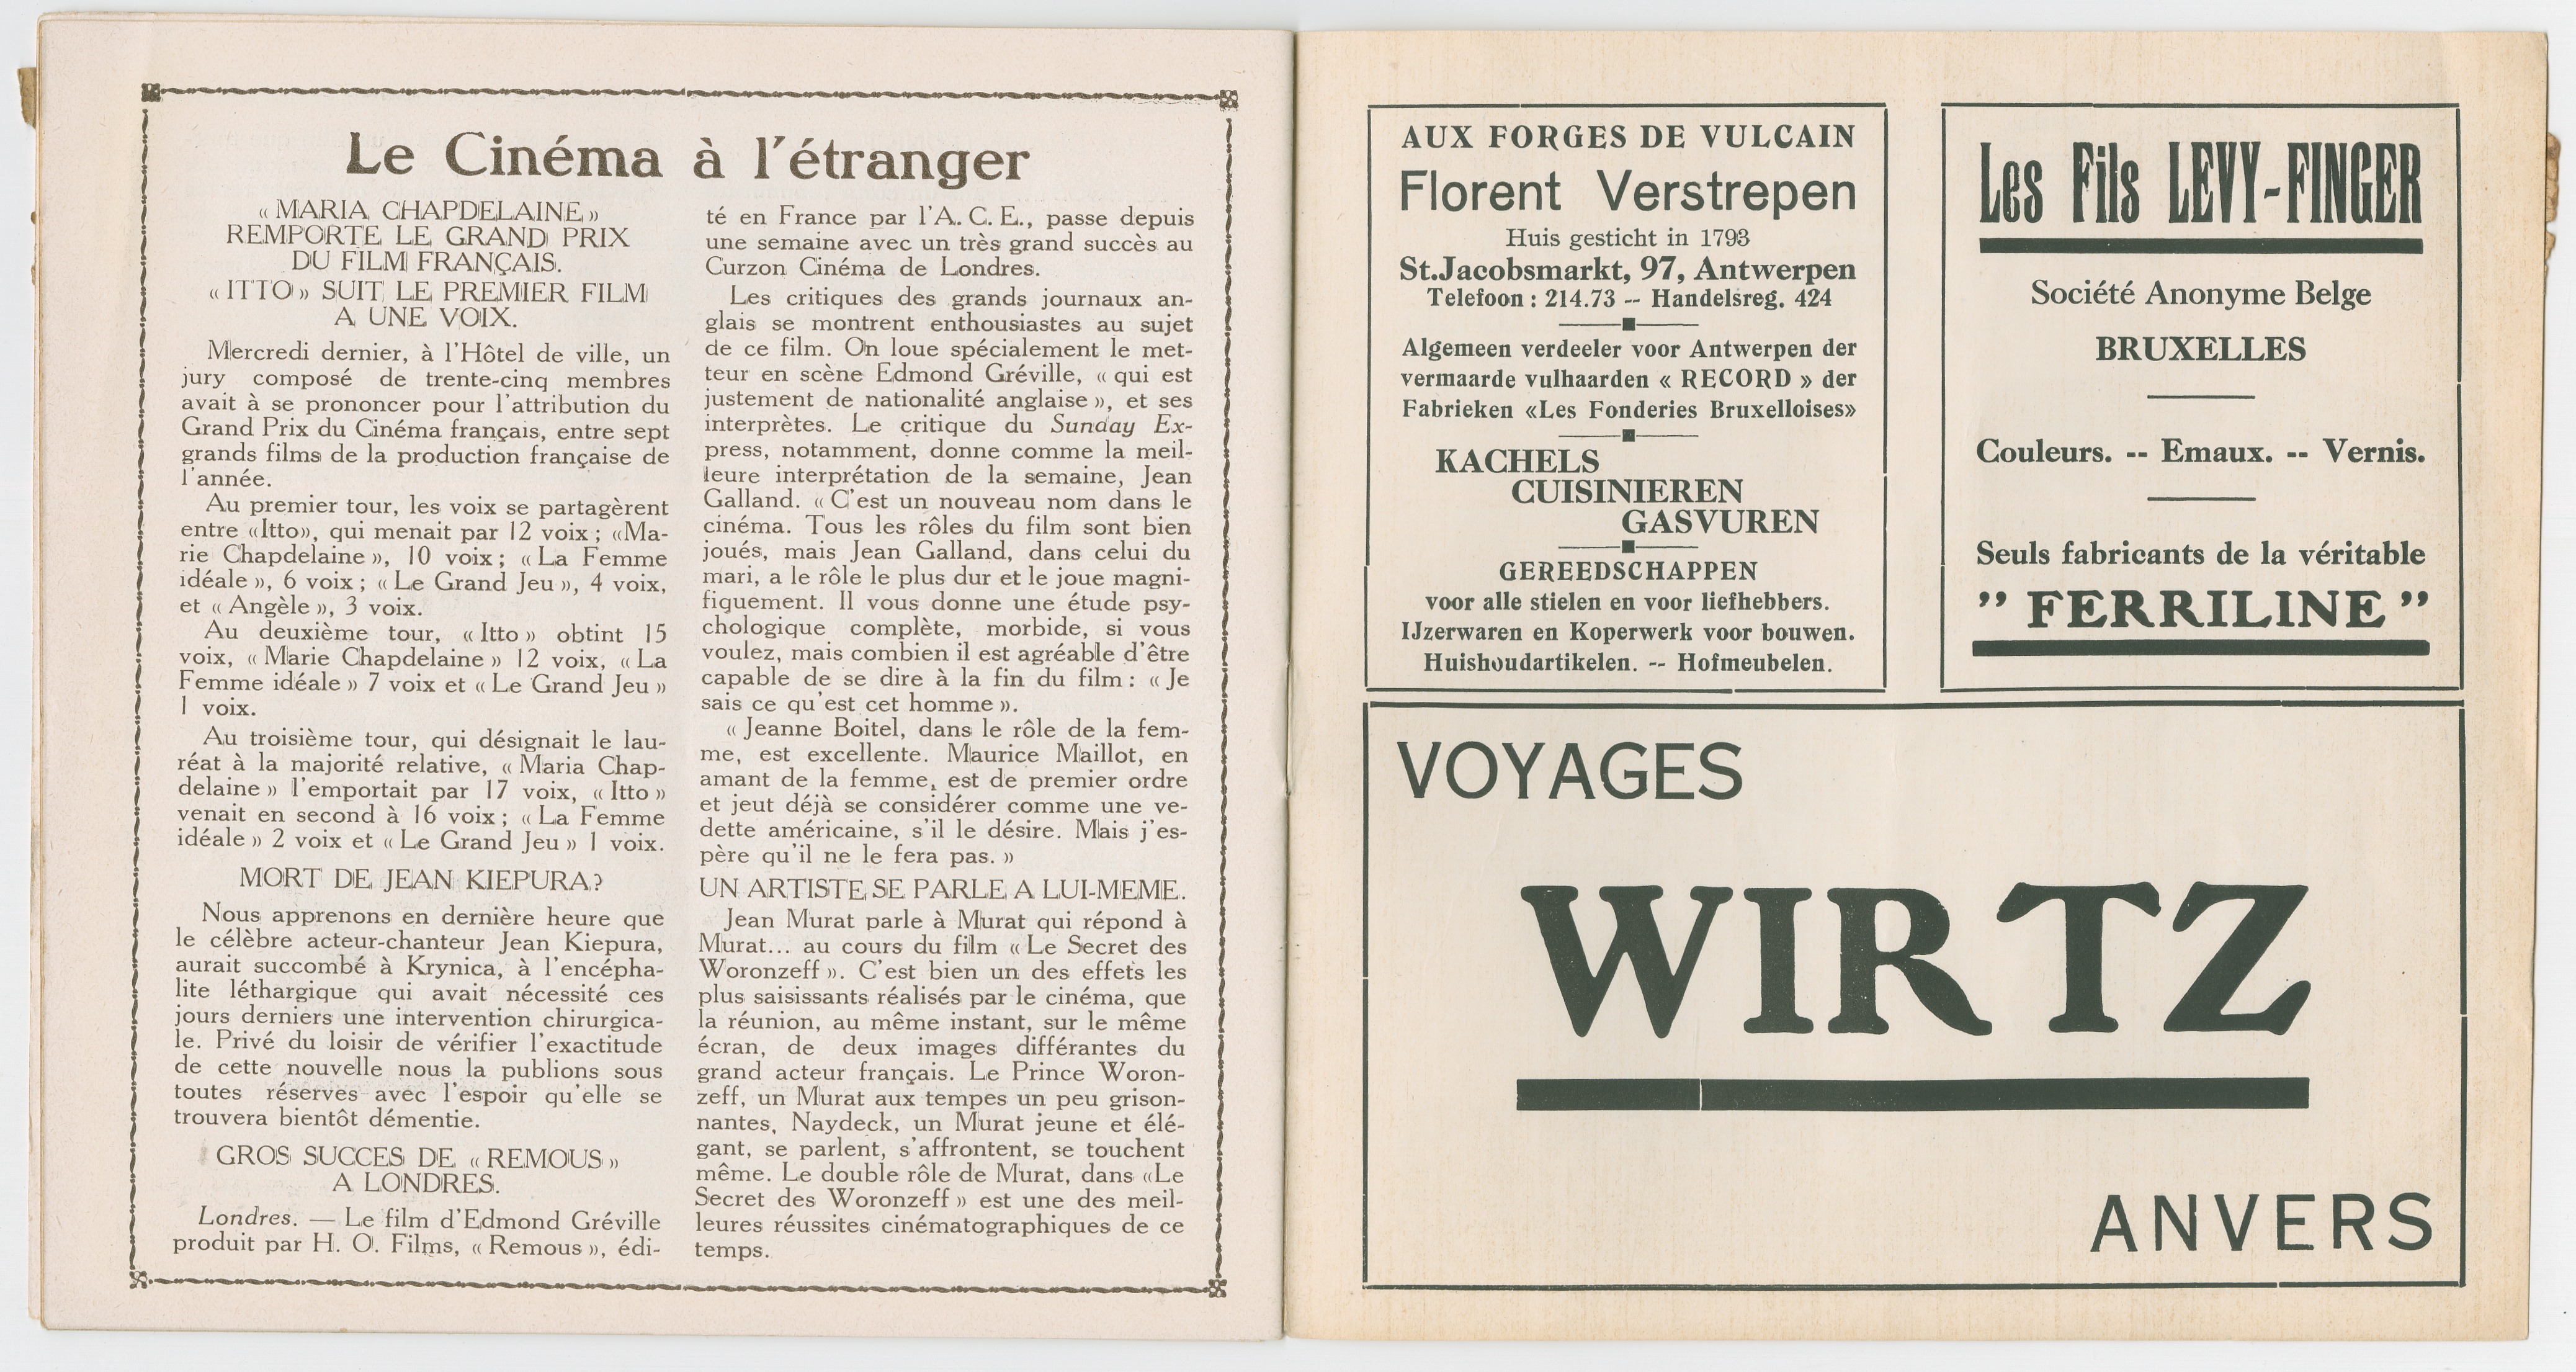 Le Cinéma à l'étranger
« MARIA CHAPDELAINE »
REMPORTE LE GRAND PRIX
DU FILM FRANÇAIS.
« ITTO » SUIT LE PREMIER FILM
A UNE VOIX.
Mercredi dernier, à l'Hôtel de ville, un
jury composé de trente-cinq membres
avait à se prononcer pour l'attribution du
Grand Prix du Cinéma français, entre sept
grands films de la production française de
l'année.
Au premier tour, les voix se partagèrent
entre «Itto», qui menait par 12 voix ; «Ma-
rie Chapdelaine », 10 voix ; « La Femme
idéale », 6 voix ; « Le Grand Jeu », 4 voix,
et « Angèle », 3 voix.
Au deuxième tour, « Itto » obtint 15
voix, « Marie Chapdelaine » 12 voix, « La
Femme idéale » 7 voix et « Le Grand Jeu »
1 voix.
Au troisième tour, qui désignait le lau-
réat à la majorité relative, « Maria Chap-
delaine » l'emportait par 17 voix, « Itto »
venait en second à 16 voix ; « La Femme
idéale » 2 voix et « Le Grand Jeu » 1 voix.
MORT DE JEAN KIEPURA?
Nous apprenons en dernière heure que
le célèbre acteur-chanteur Jean Kiepura,
aurait succombé à Krynica, à l'encépha-
lite léthargique qui avait nécessité ces
jours derniers une intervention chirurgica-
le. Privé du loisir de vérifier l'exactitude
de cette nouvelle nous la publions sous
toutes réserves avec l'espoir qu'elle se
trouvera bientôt démentie.
GROS SUCCES DE « REMOUS »
A LONDRES.
Londres. — Le film d'Edmond Gréville
produit par H. O. Films, « Remous », édi-
té en France par l'A. C. E., passe depuis
une semaine avec un très grand succès au
Curzon Cinéma de Londres.
Les critiques des grands journaux an-
glais se montrent enthousiastes au sujet
de ce film. On loue spécialement le met-
teur en scène Edmond Gréville, « qui est
justement de nationalité anglaise », et ses
interprètes. Le critique du Sunday Ex-
press, notamment, donne comme la meil-
leure interprétation de la semaine, Jean
Galland. « C'est un nouveau nom dans le
cinéma. Tous les rôles du film sont bien
joués, mais Jean Galland, dans celui du
mari, a le rôle le plus dur et le joue magni-
fiquement. Il vous donne une étude psy-
chologique complète, morbide, si vous
voulez, mais combien il est agréable d'être
capable de se dire à la fin du film : « Je
sais ce qu'est cet homme ».
« Jeanne Boitel, dans le rôle de la fem-
me, est excellente. Maurice Maillot, en
amant de la femme, est de premier ordre
et jeut déjà se considérer comme une ve-
dette américaine, s'il le désire. Mais j'es-
père qu'il ne le fera pas. »
UN ARTISTE SE PARLE A LUI-MEME.
Jean Murat parle à Murat qui répond à
Murat... au cours du film « Le Secret des
Woronzeff ». C'est bien un des effets les
plus saisissants réalisés par le cinéma, que
la réunion, au même instant, sur le même
écran, de deux images différantes du
grand acteur français. Le Prince Woron-
zeff, un Murat aux tempes un peu grison-
nantes, Naydeck, un Murat jeune et élé-
gant, se parlent, s'affrontent, se touchent
même. Le double rôle de Murat, dans «Le
Secret des Woronzeff » est une des meil-
leures réussites cinématographiques de ce
temps.
AUX FORGES DE VULCAIN
Florent Verstrepen
Huis gesticht in 1793
St.Jacobsmarkt, 97, Antwerpen
Telefoon : 214.73 -- Handelsreg. 424
Algemeen verdeeler voor Antwerpen der
vermaarde vulhaarden « RECORD » der
Fabrieken «Les Fonderies Bruxelloises»
KACHELS
CUISINIEREN
GASVUREN
GEREEDSCHAPPEN
voor alle stielen en voor liefhebbers.
IJzerwaren en Koperwerk voor bouwen.
Huishoudartikelen. -- Hofmeubelen.
Les Fils LEVY-FINGER
Société Anonyme Belge
BRUXELLES
Couleurs. -- Emaux. -- Vernis.
Seuls fabricants de la véritable
" FERRILINE "
VOYAGES
WIRTZ
ANVERS